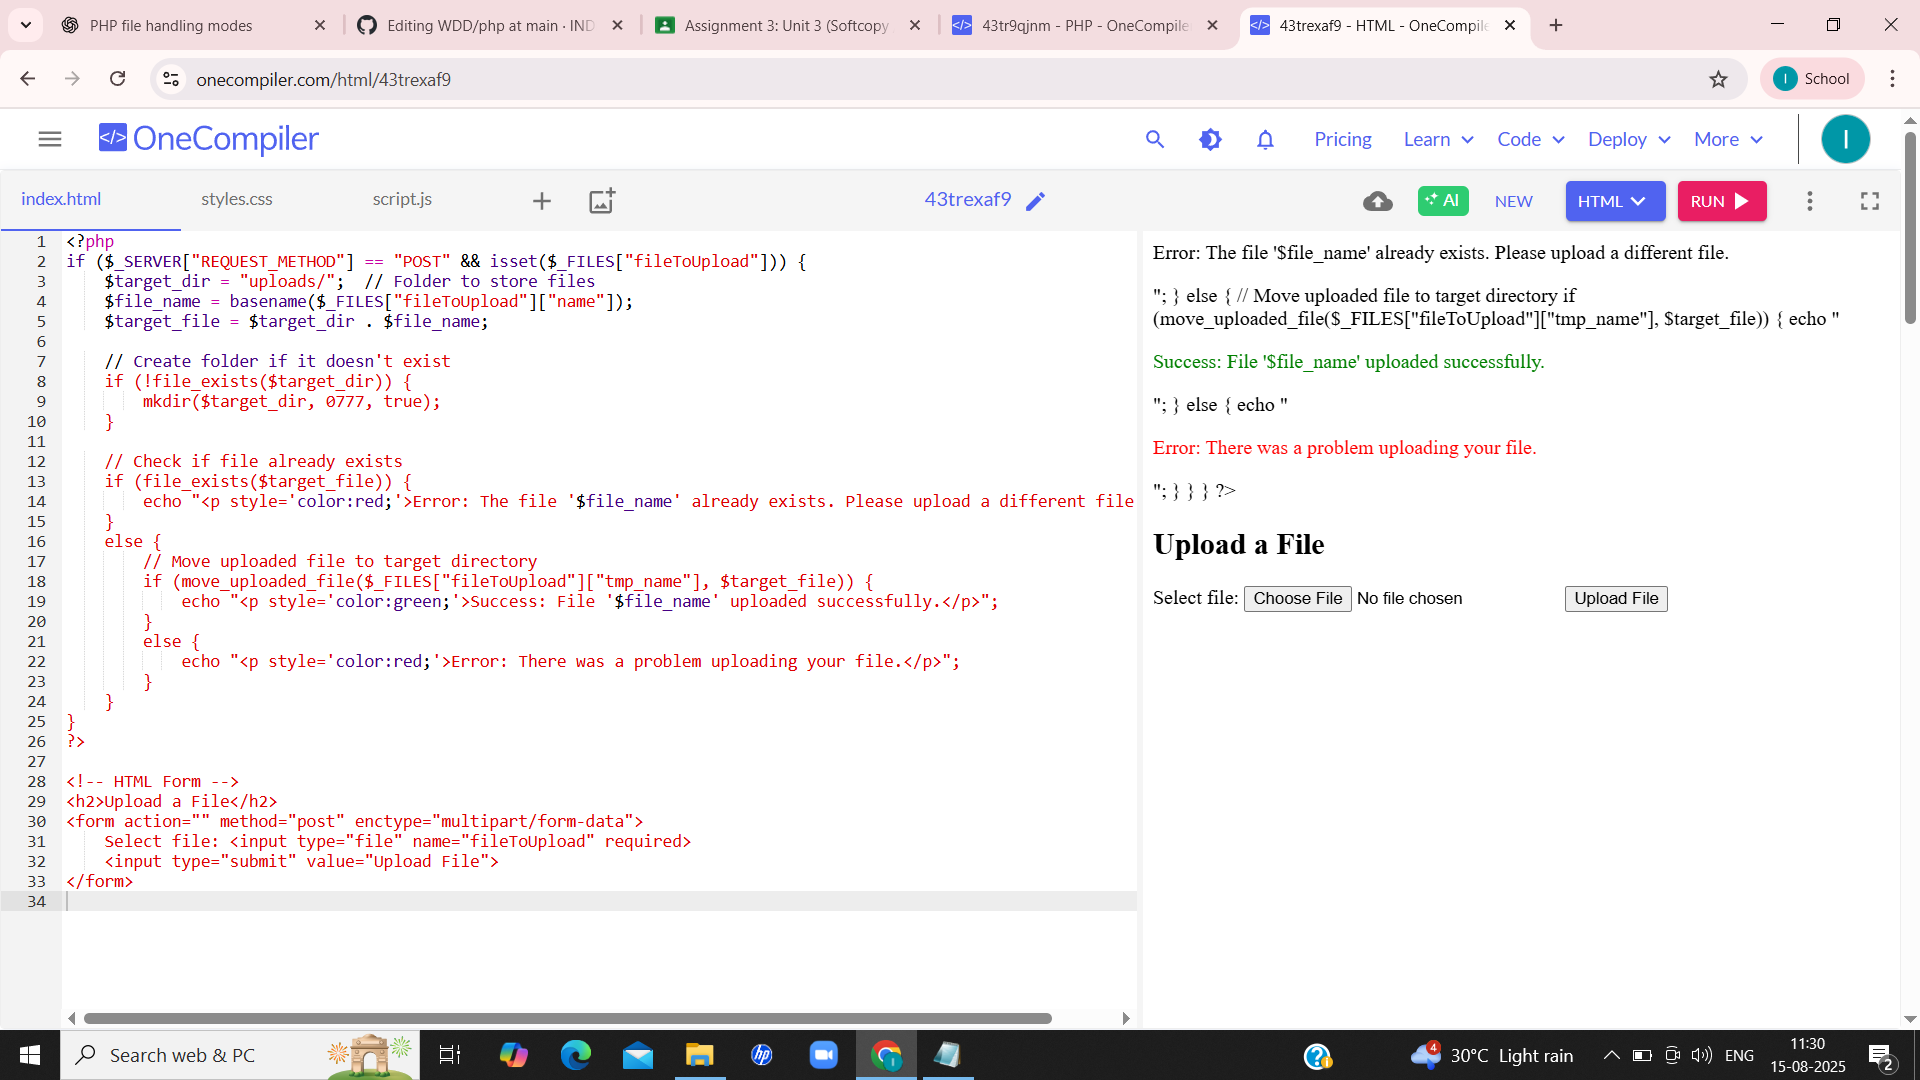 PHP file handling modes
Editing WDD/php at main · IND
Assignment 3: Unit 3 (Softcopy
43tr9qjnm - PHP - OneCompile
43trexaf9 - HTML - OneCompile
onecompiler.com/html/43trexaf9
School
OneCompiler
Pricing
Learn
Code
Deploy
More
I
index.html
styles.css
script.js
43trexaf9
AI
NEW
HTML
RUN
1 <?php
2 if ($_SERVER["REQUEST_METHOD"] == "POST" && isset($_FILES["fileToUpload"])) {
3 $target_dir = "uploads/"; // Folder to store files
4 $file_name = basename($_FILES["fileToUpload"]["name"]);
5 $target_file = $target_dir . $file_name;
6
7 // Create folder if it doesn't exist
8 if (!file_exists($target_dir)) {
9 mkdir($target_dir, 0777, true);
10 }
11
12 // Check if file already exists
13 if (file_exists($target_file)) {
14 echo "<p style='color:red;'>Error: The file '$file_name' already exists. Please upload a different file
15 }
16 else {
17 // Move uploaded file to target directory
18 if (move_uploaded_file($_FILES["fileToUpload"]["tmp_name"], $target_file)) {
19 echo "<p style='color:green;'>Success: File '$file_name' uploaded successfully.</p>";
20 }
21 else {
22 echo "<p style='color:red;'>Error: There was a problem uploading your file.</p>";
23 }
24 }
25 }
26 ?>
27
28 <!-- HTML Form -->
29 <h2>Upload a File</h2>
30 <form action="" method="post" enctype="multipart/form-data">
31 Select file: <input type="file" name="fileToUpload" required>
32 <input type="submit" value="Upload File">
33 </form>
34
Error: The file '$file_name' already exists. Please upload a different file.
"; } else { // Move uploaded file to target directory if
(move_uploaded_file($_FILES["fileToUpload"]["tmp_name"], $target_file)) { echo "
Success: File '$file_name' uploaded successfully.
"; } else { echo "
Error: There was a problem uploading your file.
"; } } } ?>
Upload a File
Select file: Choose File No file chosen Upload File
Search web & PC
4
30°C Light rain
ENG
11:30
15-08-2025
2